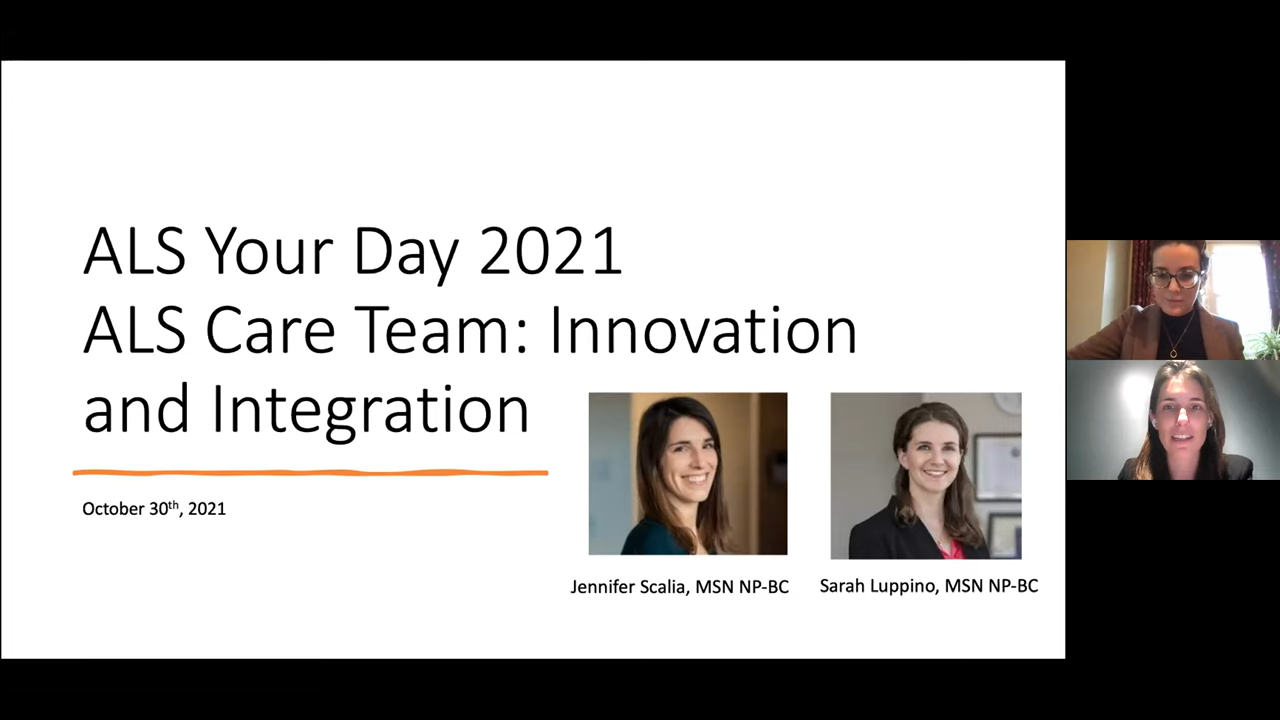 ALS Your Day 2021
ALS Care Team: Innovation
and Integration
October 30th, 2021
Jennifer Scalia, MSN NP-BC
Sarah Luppino, MSN NP-BC